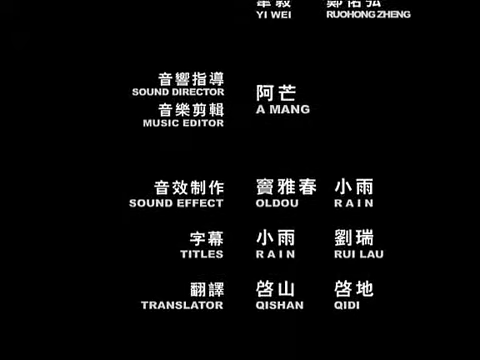 YI WEI RUOHONG ZHENG
音響指導
SOUND DIRECTOR
音樂剪輯
MUSIC EDITOR
阿芒
A MANG
音效制作 竇雅春 小雨
SOUND EFFECT OLDOU RAIN
字幕 小雨 劉瑞
TITLES RAIN RUI LAU
翻譯 啓山 啓地
TRANSLATOR QISHAN QIDI